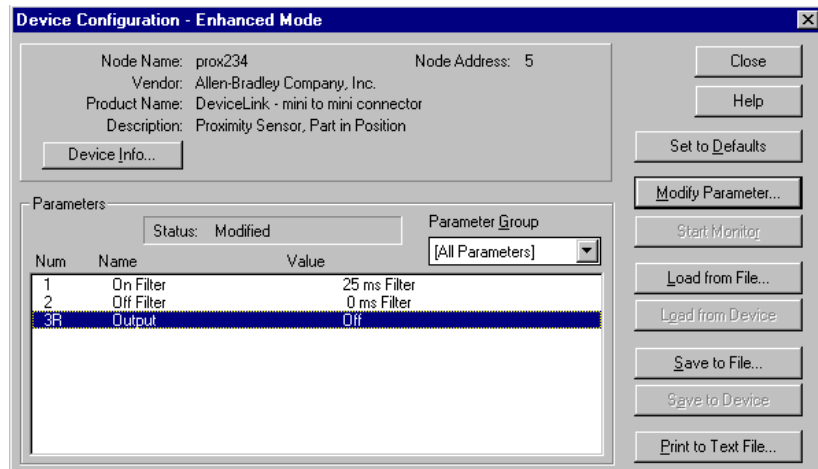 Device Configuration - Enhanced Mode
Node Name: prox234 Node Address: 5
Vendor: Allen-Bradley Company, Inc.
Product Name: DeviceLink - mini to mini connector
Description: Proximity Sensor, Part in Position
Device Info...
Close
Help
Set to Defaults
Modify Parameter...
Start Monitor
Load from File...
Load from Device
Save to File...
Save to Device
Print to Text File...
Parameters
Status: Modified
Parameter Group
[All Parameters]
Num Name Value
1 On Filter 25 ms Filter
2 Off Filter 0 ms Filter
3R Output Off